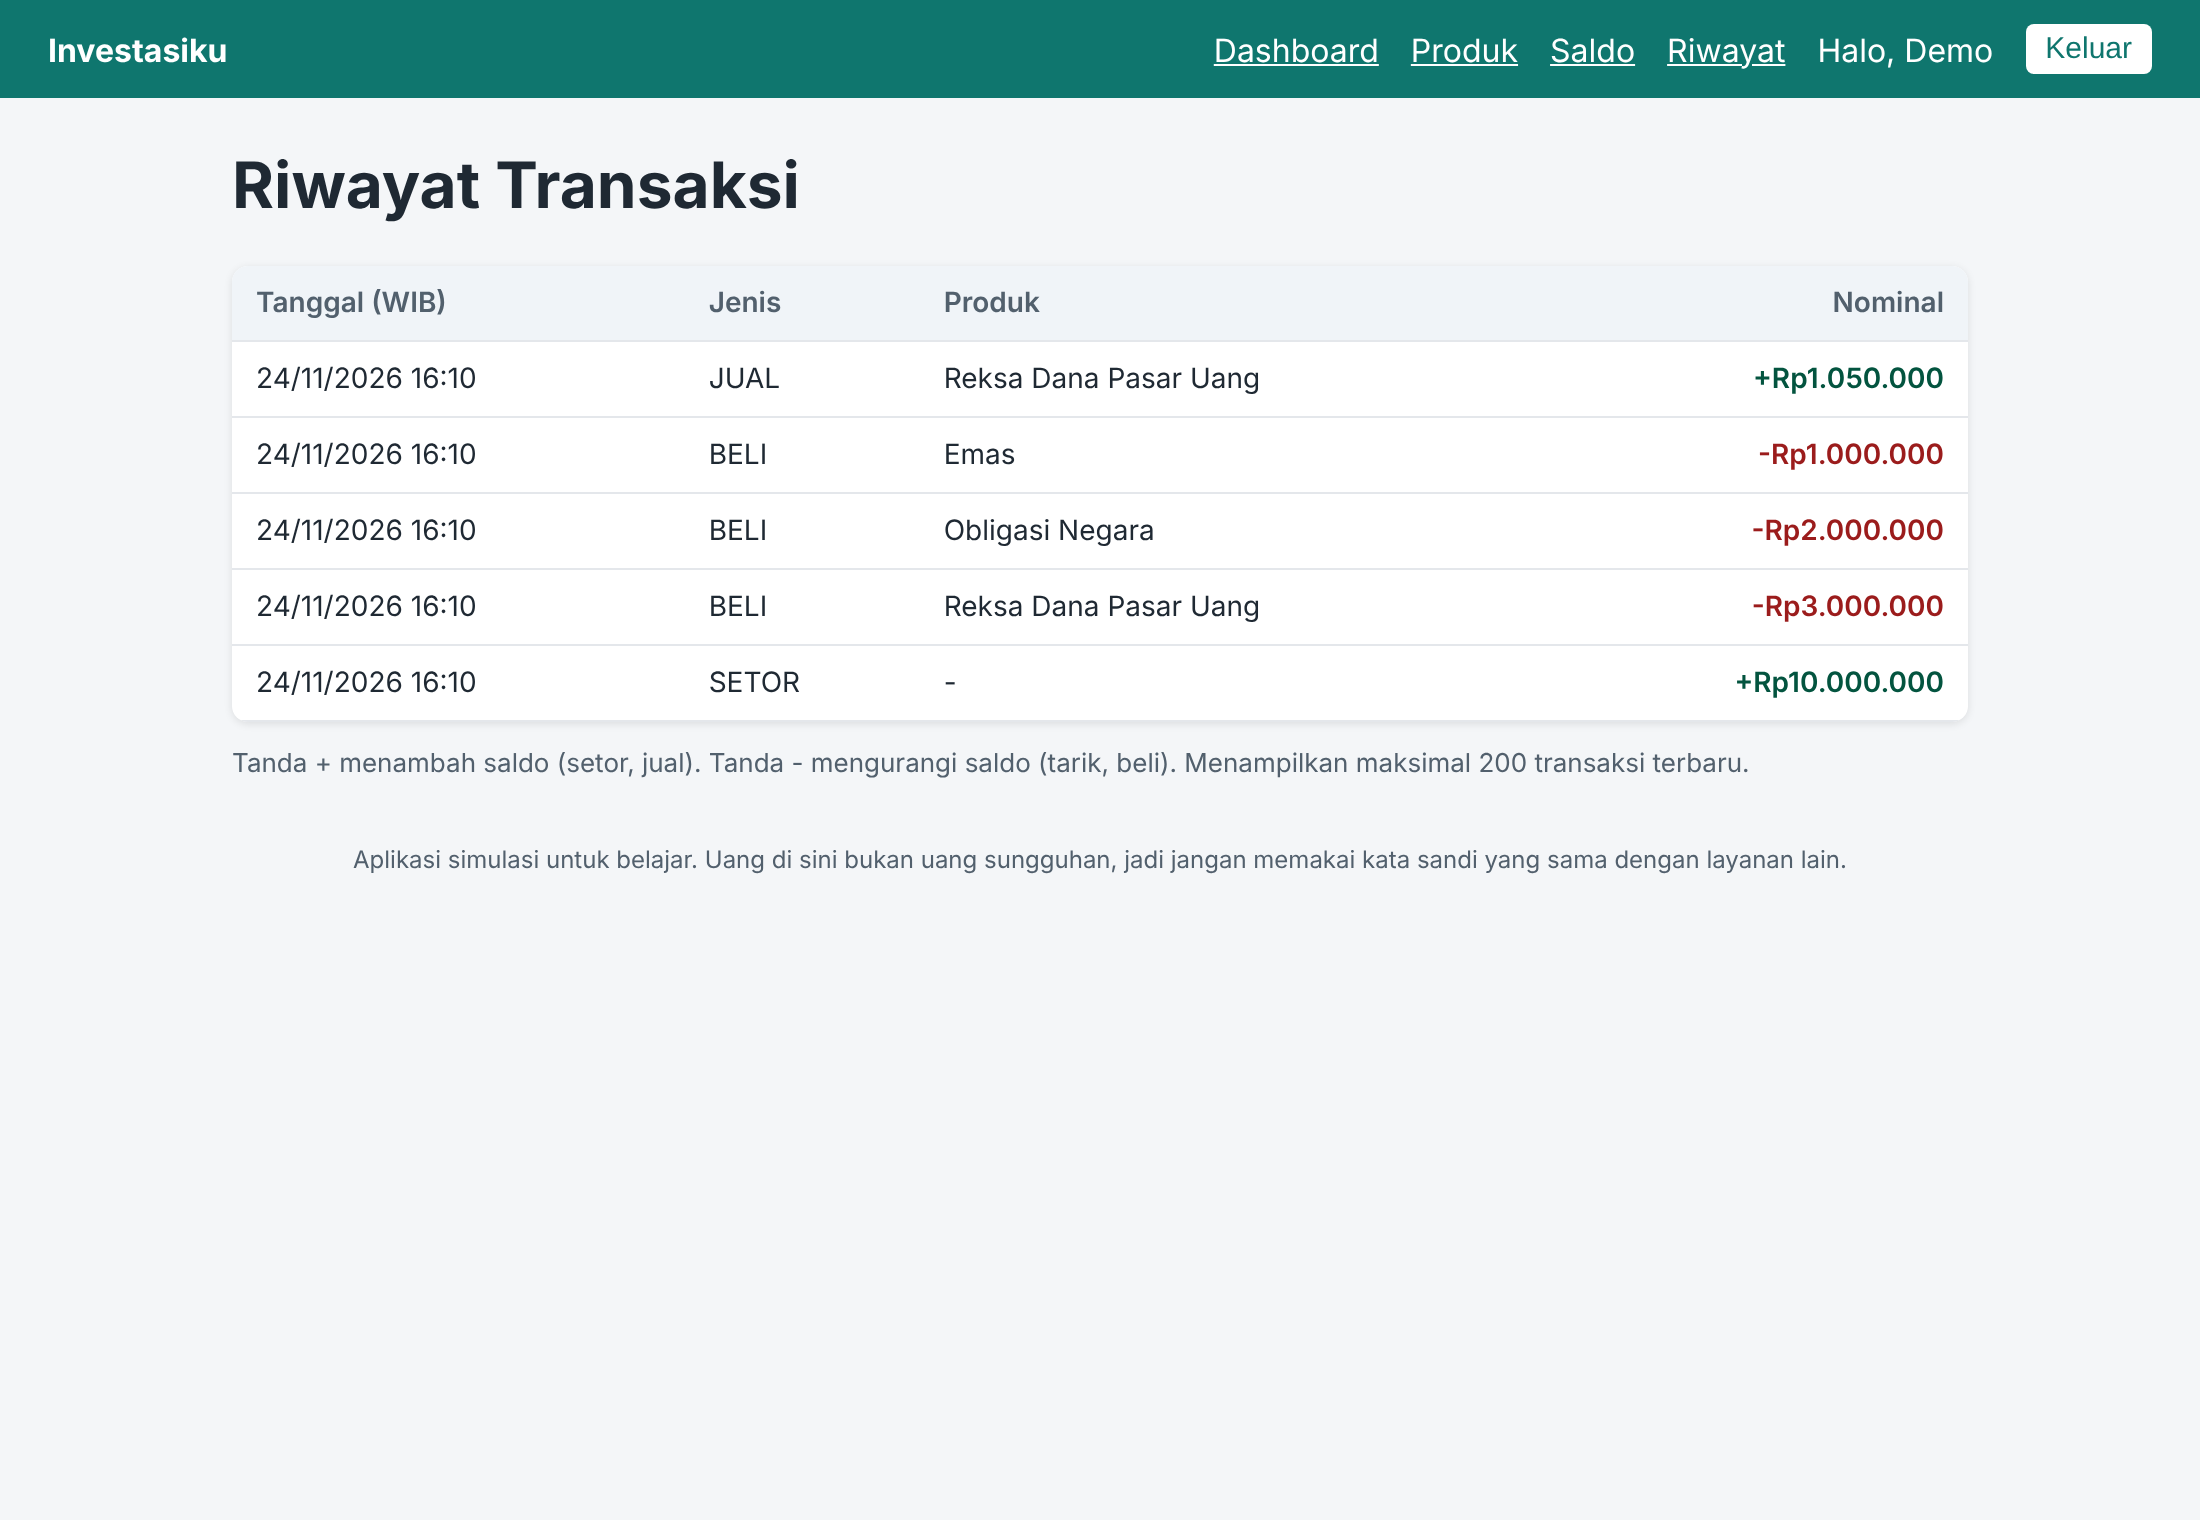 Investasiku Dashboard Produk Saldo Riwayat Halo, Demo Keluar
Riwayat Transaksi
Tanggal (WIB) Jenis Produk Nominal
24/11/2026 16:10 JUAL Reksa Dana Pasar Uang +Rp1.050.000
24/11/2026 16:10 BELI Emas -Rp1.000.000
24/11/2026 16:10 BELI Obligasi Negara -Rp2.000.000
24/11/2026 16:10 BELI Reksa Dana Pasar Uang -Rp3.000.000
24/11/2026 16:10 SETOR - +Rp10.000.000
Tanda + menambah saldo (setor, jual). Tanda - mengurangi saldo (tarik, beli). Menampilkan maksimal 200 transaksi terbaru.
Aplikasi simulasi untuk belajar. Uang di sini bukan uang sungguhan, jadi jangan memakai kata sandi yang sama dengan layanan lain.